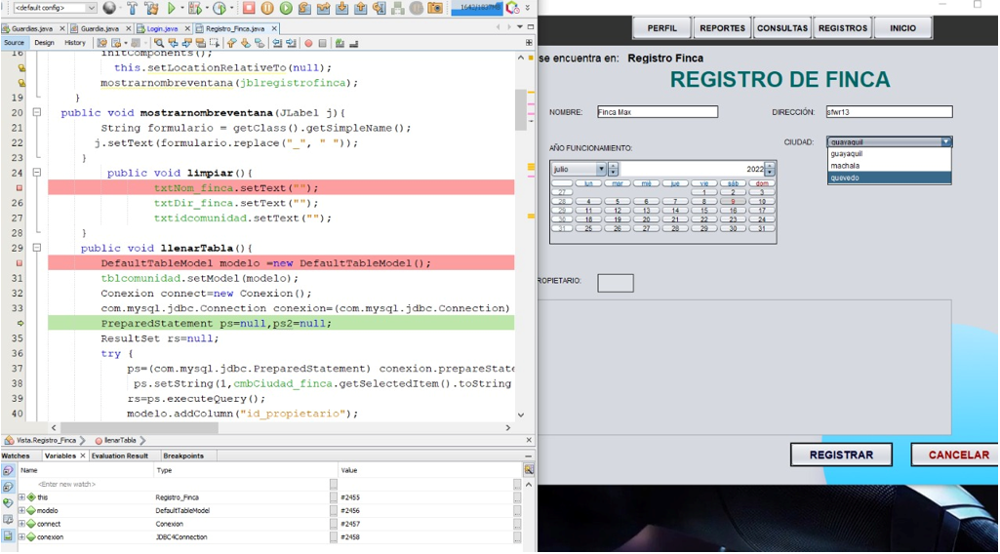 <default config>
Guardias.java
Guardia.java
Login.java
Registro_Finca.java
Source
Design
History
16
initComponents();
this.setLocationRelativeTo(null);
mostrarnombreventana(jblregistrofinca);
19
}
20
public void mostrarnombreventana(JLabel j){
21
String formulario = getClass().getSimpleName();
22
j.setText(formulario.replace("_", " "));
23
}
24
public void limpiar(){
txtNom_finca.setText("");
26
txtDir_finca.setText("");
27
txtidcomunidad.setText("");
28
}
29
public void llenarTabla(){
DefaultTableModel modelo =new DefaultTableModel();
31
tblcomunidad.setModel(modelo);
32
Conexion connect=new Conexion();
33
com.mysql.jdbc.Connection conexion=(com.mysql.jdbc.Connection)
PreparedStatement ps=null,ps2=null;
35
ResultSet rs=null;
36
try {
37
ps=(com.mysql.jdbc.PreparedStatement) conexion.prepareState
38
ps.setString(1,cmbCiudad_finca.getSelectedItem().toString
39
rs=ps.executeQuery();
40
modelo.addColumn("id_propietario");
Vista.Registro_Finca
llenarTabla
Watches
Variables
Evaluation Result
Breakpoints
Name
Type
Value
<Enter new watch>
this
Registro_Finca
#2455
modelo
DefaultTableModel
#2456
connect
Conexion
#2457
conexion
JDBC4Connection
#2458
PERFIL
REPORTES
CONSULTAS
REGISTROS
INICIO
se encuentra en: Registro Finca
REGISTRO DE FINCA
NOMBRE:
Finca Max
DIRECCIÓN:
sfwr13
CIUDAD:
guayaquil
guayaquil
machala
quevedo
AÑO FUNCIONAMIENTO:
julio
2022
lun mar mié jue vie sáb dom
27 1 2 3
28 4 5 6 7 8 9 10
29 11 12 13 14 15 16 17
30 18 19 20 21 22 23 24
31 25 26 27 28 29 30 31
ROPIETARIO:
REGISTRAR
CANCELAR